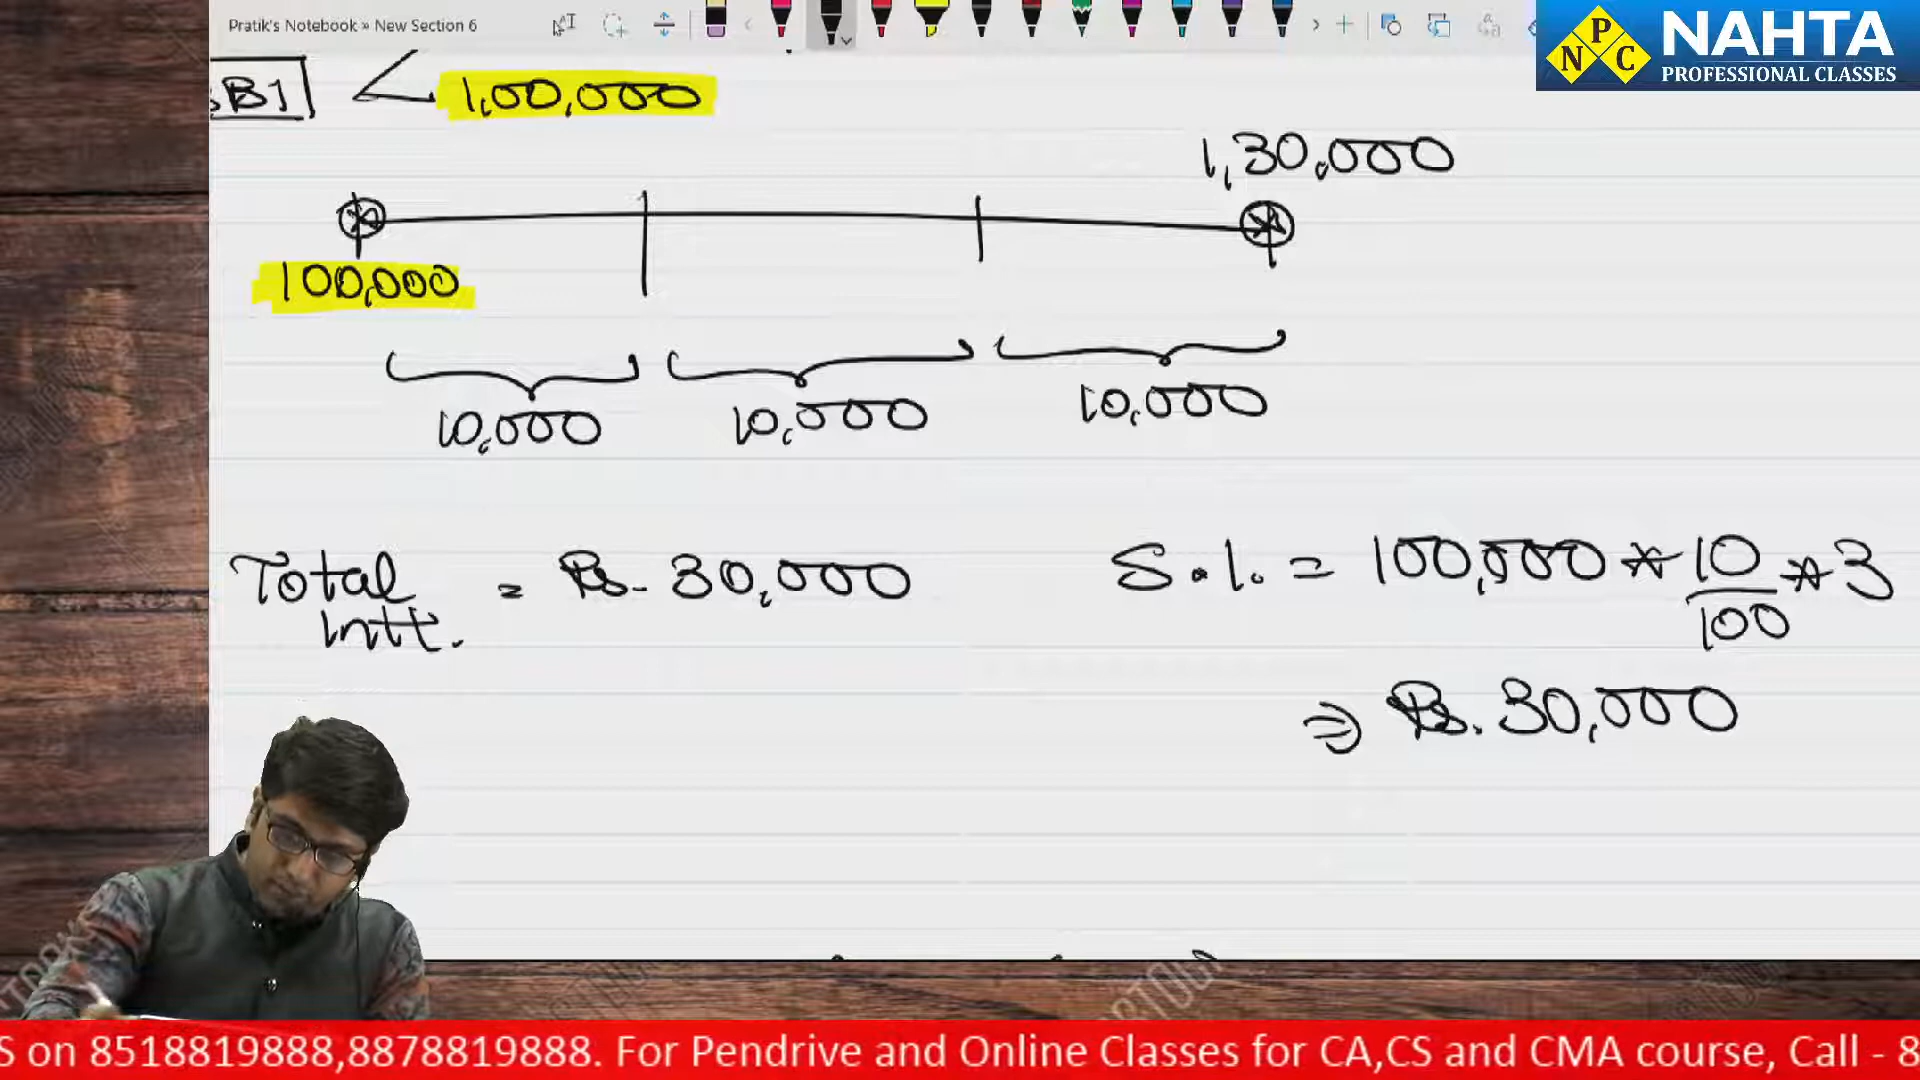 Pratik's Notebook » New Section 6
NPC
NAHTA
PROFESSIONAL CLASSES
B1
1,00,000
1,30,000
100,000
10,000 10,000 10,000
Total Intt. = Rs. 30,000
S.I. = 100,000 * 10/100 * 3
⇒ Rs. 30,000
S on 8518819888,8878819888. For Pendrive and Online Classes for CA,CS and CMA course, Call - 8